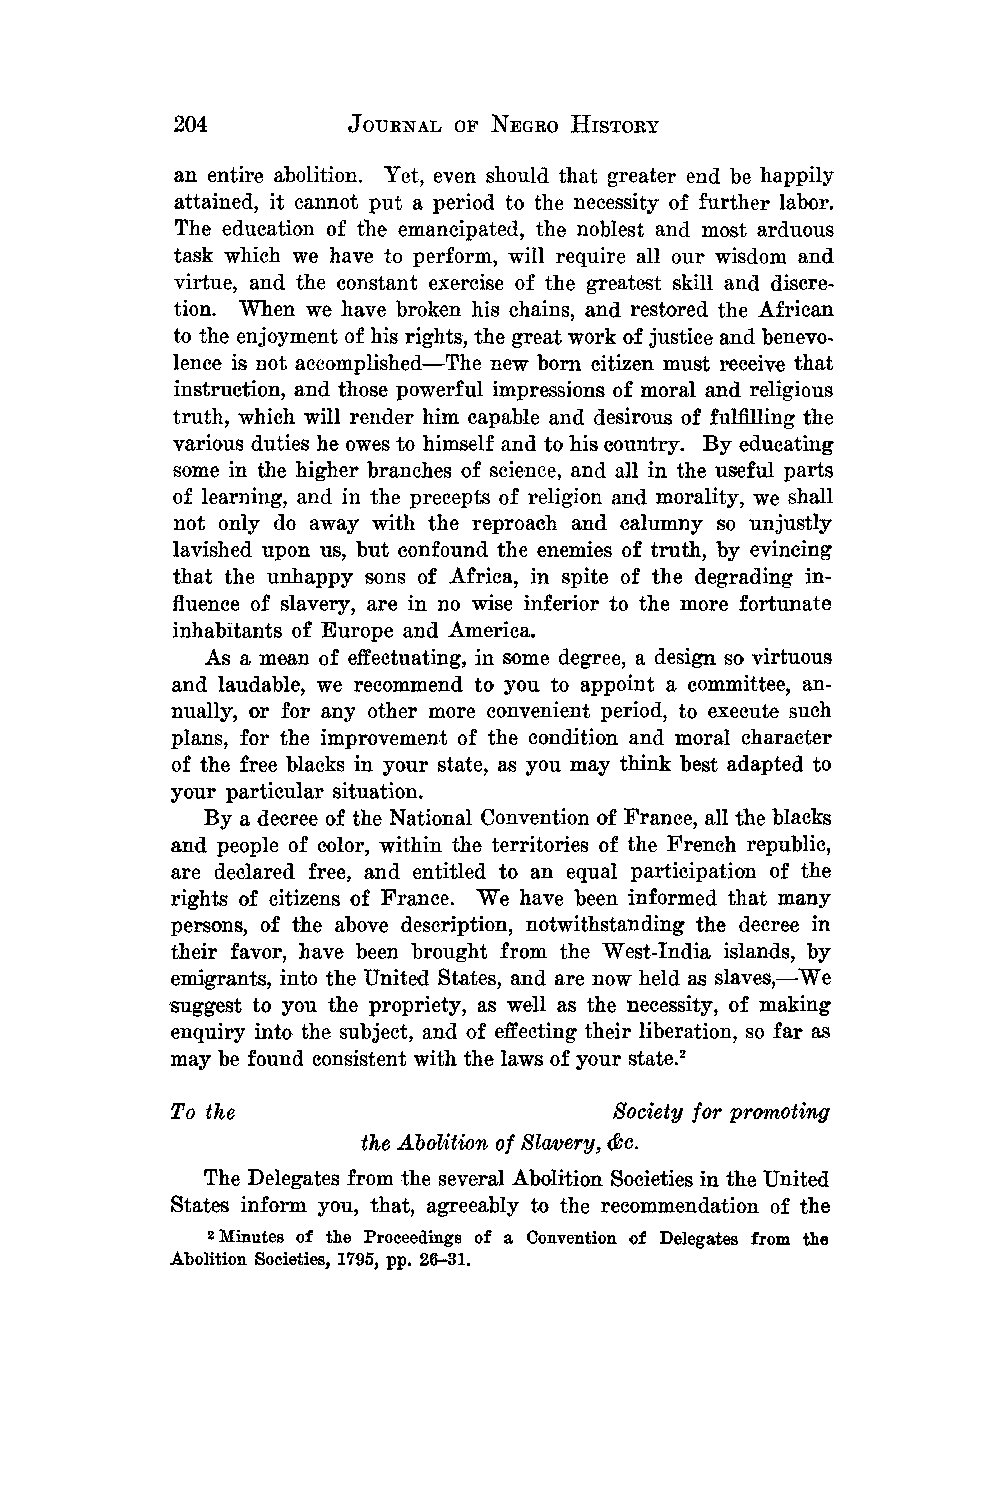 204 JOURNAL OF NEGRO HISTORY
an entire abolition. Yet, even should that greater end be happily
attained, it cannot put a period to the necessity of further labor.
The education of the emancipated, the noblest and most arduous
task which we have to perform, will require all our wisdom and
virtue, and the constant exercise of the greatest skill and discre-
tion. When we have broken his chains, and restored the African
to the enjoyment of his rights, the great work of justice and benevo-
lence is not accomplished—The new born citizen must receive that
instruction, and those powerful impressions of moral and religious
truth, which will render him capable and desirous of fulfilling the
various duties he owes to himself and to his country. By educating
some in the higher branches of science, and all in the useful parts
of learning, and in the precepts of religion and morality, we shall
not only do away with the reproach and calumny so unjustly
lavished upon us, but confound the enemies of truth, by evincing
that the unhappy sons of Africa, in spite of the degrading in-
fluence of slavery, are in no wise inferior to the more fortunate
inhabitants of Europe and America.
As a mean of effectuating, in some degree, a design so virtuous
and laudable, we recommend to you to appoint a committee, an-
nually, or for any other more convenient period, to execute such
plans, for the improvement of the condition and moral character
of the free blacks in your state, as you may think best adapted to
your particular situation.
By a decree of the National Convention of France, all the blacks
and people of color, within the territories of the French republic,
are declared free, and entitled to an equal participation of the
rights of citizens of France. We have been informed that many
persons, of the above description, notwithstanding the decree in
their favor, have been brought from the West-India islands, by
emigrants, into the United States, and are now held as slaves,—We
suggest to you the propriety, as well as the necessity, of making
enquiry into the subject, and of effecting their liberation, so far as
may be found consistent with the laws of your state.²
To the Society for promoting
the Abolition of Slavery, &c.
The Delegates from the several Abolition Societies in the United
States inform you, that, agreeably to the recommendation of the
² Minutes of the Proceedings of a Convention of Delegates from the
Abolition Societies, 1795, pp. 26–31.